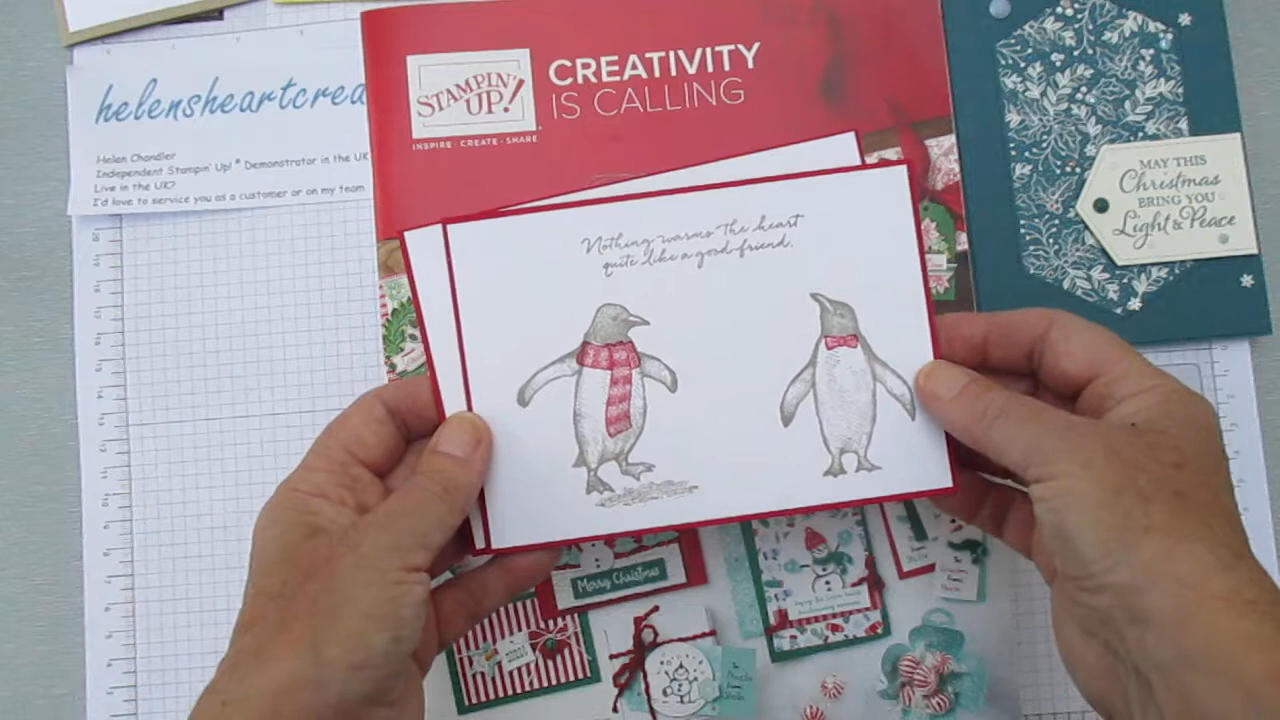 helensheartcrea
Helen Chandler
Independent Stampin' Up! ® Demonstrator in the UK
Live in the UK?
I'd love to service you as a customer or on my team
STAMPIN'
UP!
INSPIRE · CREATE · SHARE
CREATIVITY
IS CALLING
Nothing warms the heart
quite like a good friend.
MAY THIS
Christmas
BRING YOU
Light & Peace
Merry Christmas